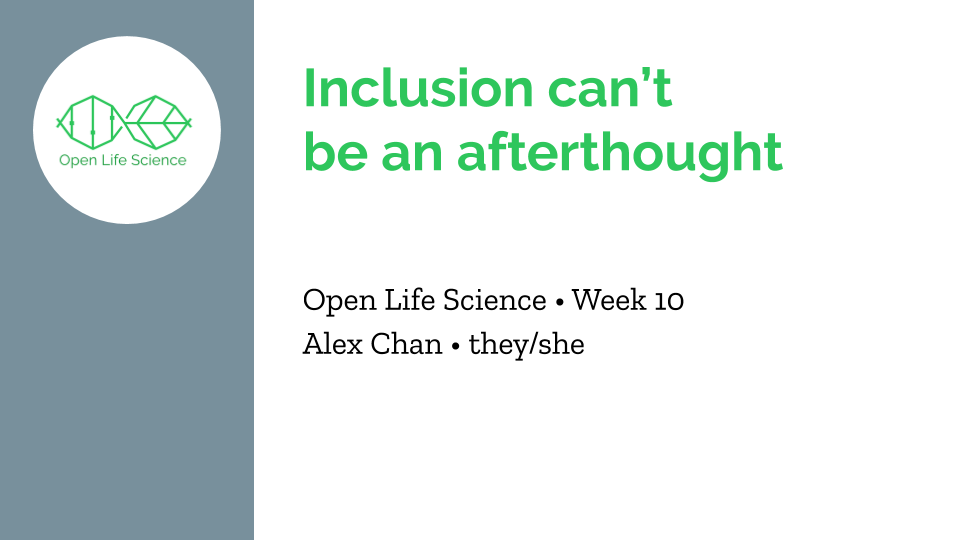 Open Life Science
Inclusion can’t
be an afterthought
Open Life Science • Week 10
Alex Chan • they/she